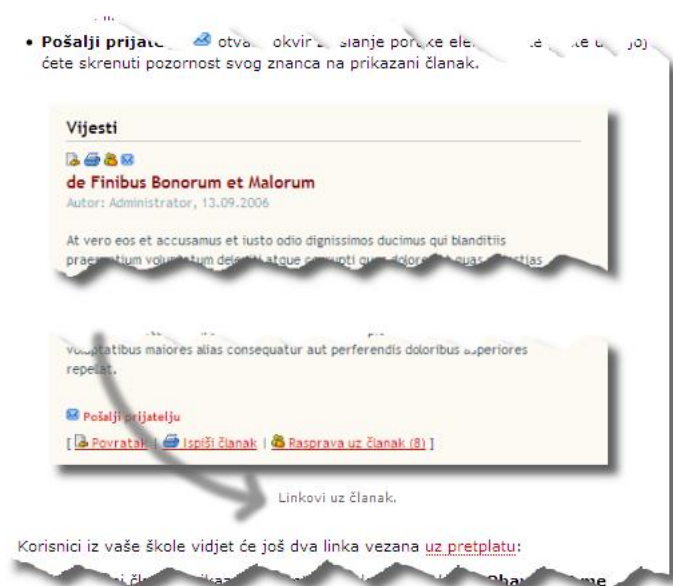 • Pošalji otvara okvir slanje
ćete skrenuti pozornost svog znanca na prikazani članak.
Vijesti
de Finibus Bonorum et Malorum
Autor: Administrator, 13.09.2006
At vero eos et accusamus et iusto odio dignissimos ducimus qui blanditiis
atque
voluptatibus maiores alias consequatur aut perferendis doloribus asperiores
repellat.
Pošalji prijatelju
[ Povratak | Ispiši članak | Rasprava uz članak (8) ]
Linkovi uz članak.
Korisnici iz vaše škole vidjet će još dva linka vezana uz pretplatu: